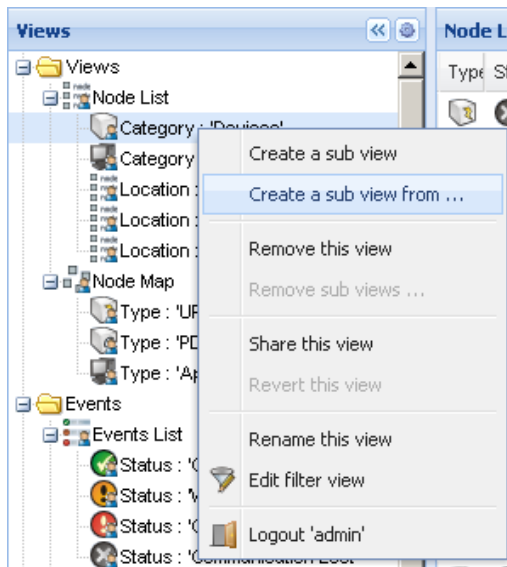 Views
Node L
Views
Type St
Node List
Category : 'Devices'
Category
Location :
Location :
Location :
Node Map
Type : 'UP
Type : 'PD
Type : 'Ap
Events
Events List
Status : 'C
Status : 'W
Status : 'C
Status : 'Communication Lost'
Create a sub view
Create a sub view from ...
Remove this view
Remove sub views ...
Share this view
Revert this view
Rename this view
Edit filter view
Logout 'admin'